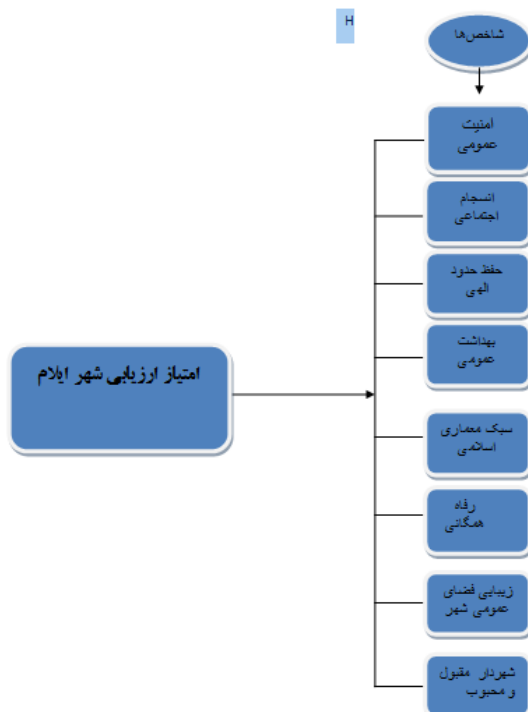 H
شاخص‌ها
امنیت
عمومی
انسجام
اجتماعی
حفظ حدود
الهی
بهداشت
عمومی
امتیاز ارزیابی شهر ایلام
سبک معماری
اسلامی
رفاه
همگانی
زیبایی فضای
عمومی شهر
شهردار مقبول
و محبوب